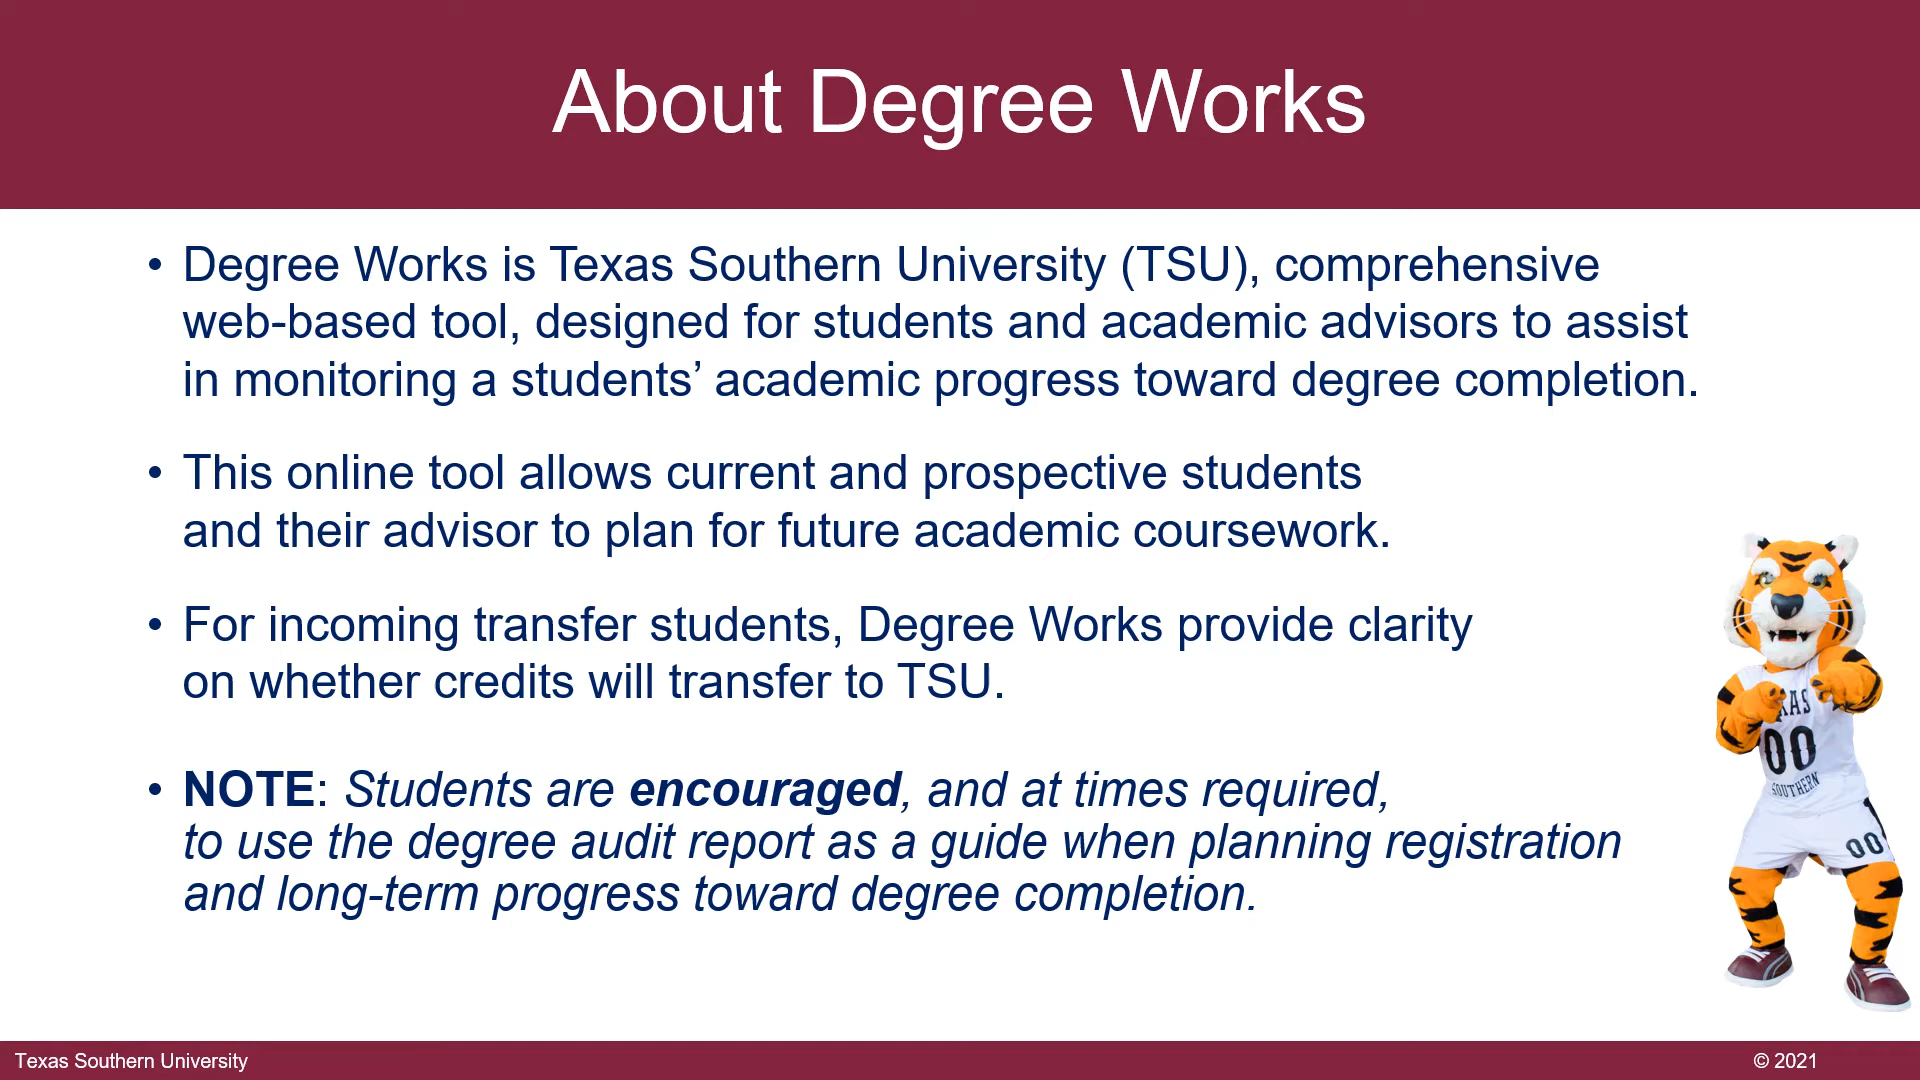 About Degree Works
• Degree Works is Texas Southern University (TSU), comprehensive
web-based tool, designed for students and academic advisors to assist
in monitoring a students’ academic progress toward degree completion.
• This online tool allows current and prospective students
and their advisor to plan for future academic coursework.
• For incoming transfer students, Degree Works provide clarity
on whether credits will transfer to TSU.
• NOTE: Students are encouraged, and at times required,
to use the degree audit report as a guide when planning registration
and long-term progress toward degree completion.
00
SOUTHERN
00
Texas Southern University
© 2021